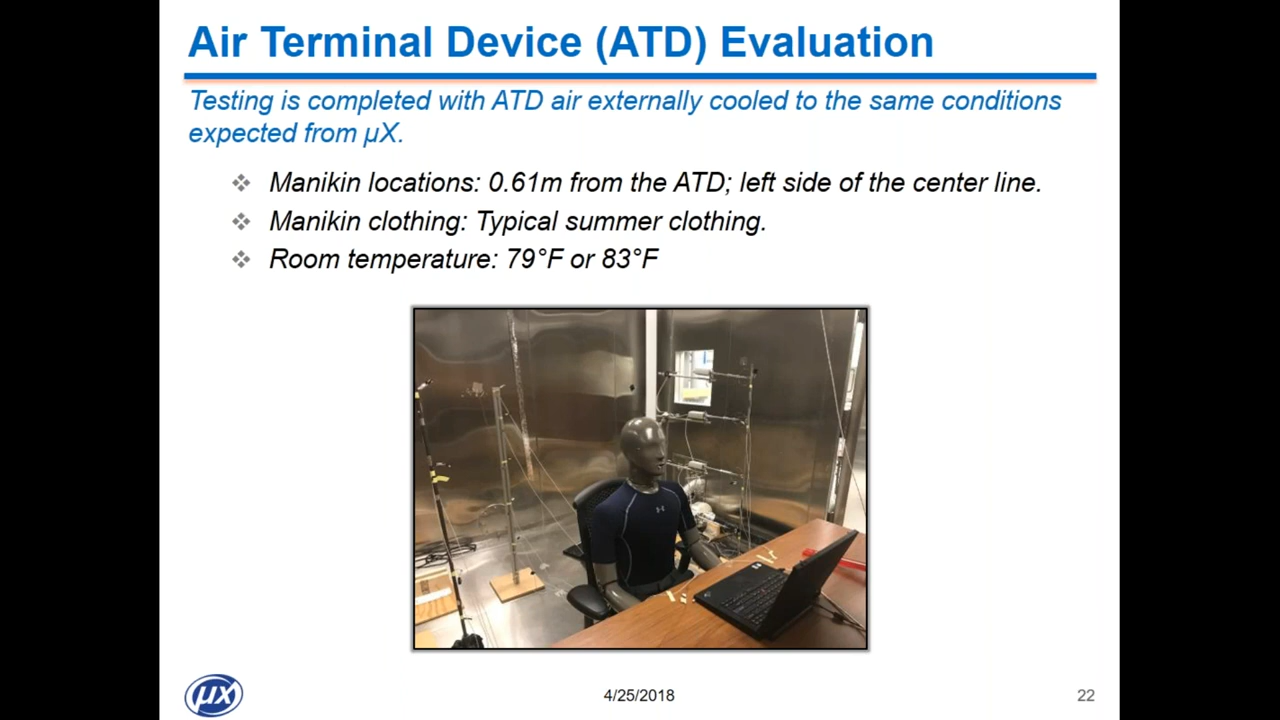 Air Terminal Device (ATD) Evaluation
Testing is completed with ATD air externally cooled to the same conditions
expected from µX.
Manikin locations: 0.61m from the ATD; left side of the center line.
Manikin clothing: Typical summer clothing.
Room temperature: 79°F or 83°F
µx
4/25/2018
22